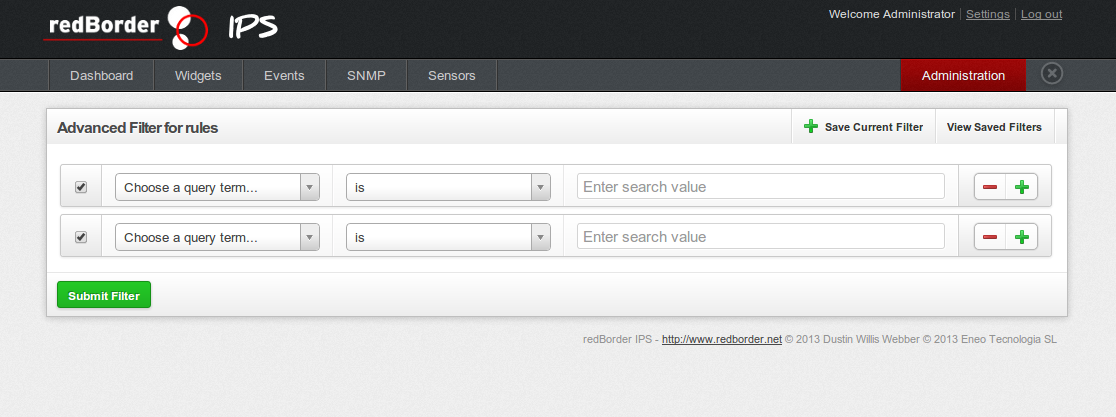 redBorder IPS
Welcome Administrator Settings Log out
Dashboard Widgets Events SNMP Sensors Administration
Advanced Filter for rules Save Current Filter View Saved Filters
Choose a query term... is Enter search value
Choose a query term... is Enter search value
Submit Filter
redBorder IPS - http://www.redborder.net © 2013 Dustin Willis Webber © 2013 Eneo Tecnologia SL